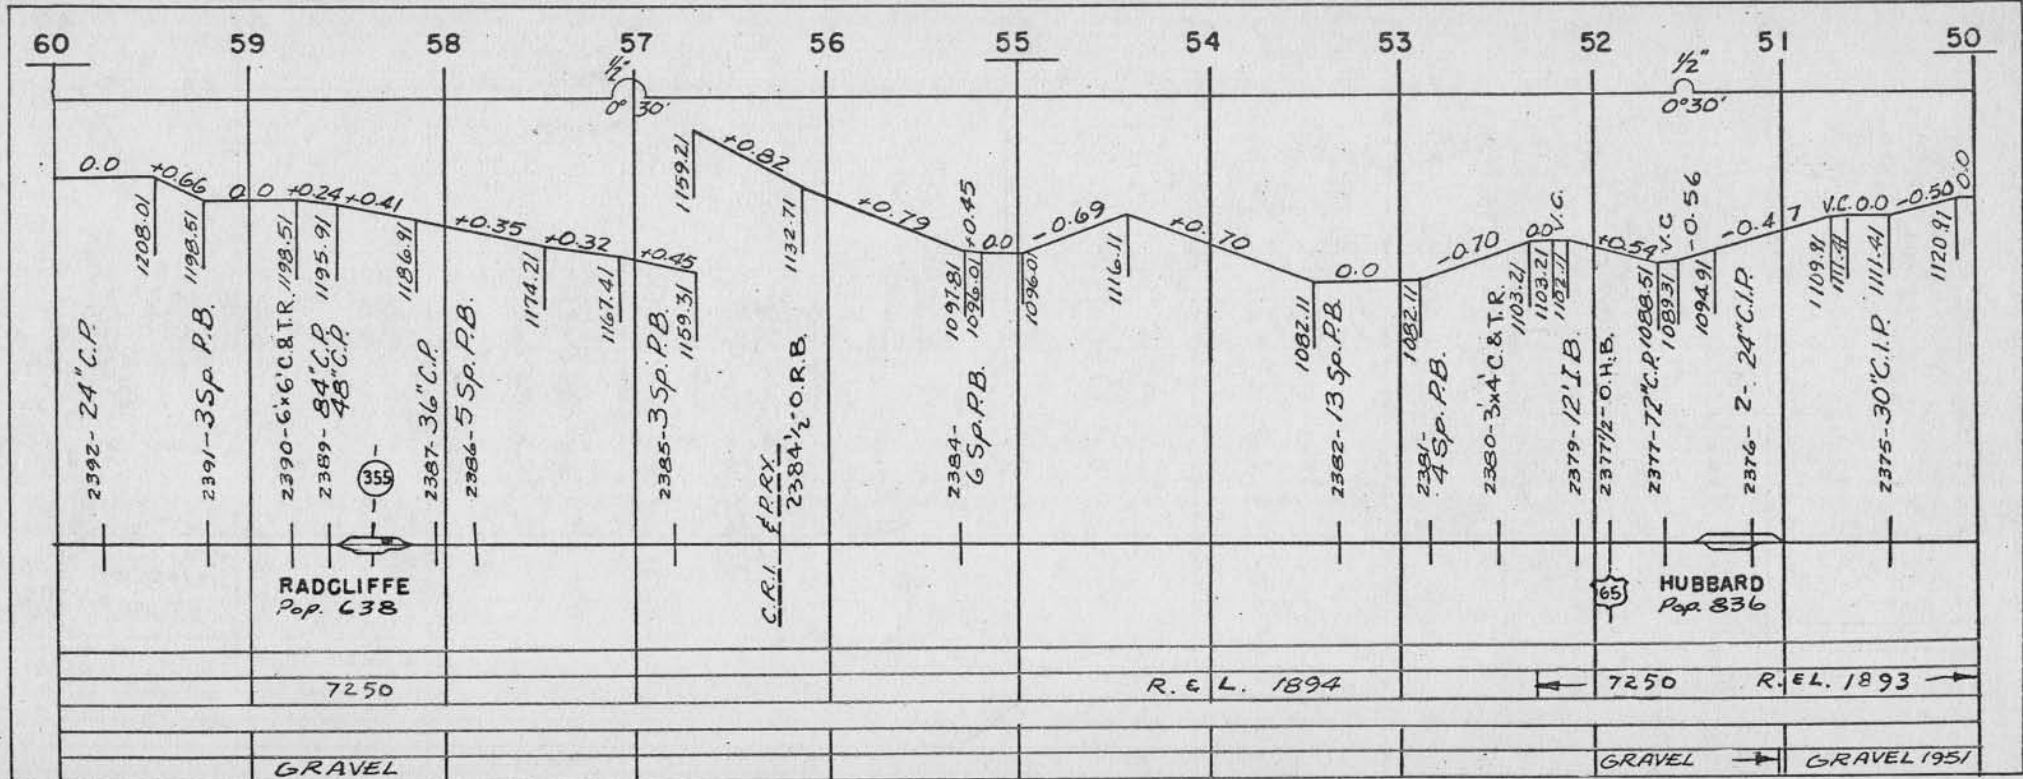 60 59 58 57 56 55 54 53 52 51 50
1/2" 1/2"
0° 30' 0°30'
0.0 +0.66 0.0 +0.24 +0.41 +0.35 +0.32 +0.45 +0.82 +0.79 +0.45 0.0 -0.69 +0.70 0.0 -0.70 0.0 V.C. +0.54 V.C -0.56 -0.47 V.C. 0.0 -0.50 0.0
1208.01 1198.51 1198.51 1195.91 1186.91 1174.21 1167.41 1159.31 1159.21 1132.71 1097.81 1096.01 1096.01 1116.11 1082.11 1082.11 1103.21 1103.21 1102.11 1088.51 1089.31 1094.91 1109.91 1111.41 1111.41 1120.91
2392- 24" C.P.
2391-3 Sp. P.B.
2390-6'x6' C.&T.R.
2389- 84" C.P.
48" C.P.
355
2387-36" C.P.
2386-5 Sp. P.B.
2385-3 Sp. P.B.
C.R.I. & P. RX
2384½-O.R.B.
2384-
6 Sp. P.B.
2382-13 Sp. P.B.
2381-
4 Sp. P.B.
2380-3'x4' C.&T.R.
2379-12' I.B.
2377 1/2-O.H.B.
2377-72" C.P.
2376- 2- 24" C.I.P.
2375-30" C.I.P.
RADCLIFFE
Pop. 638
65
HUBBARD
Pop. 836
7250 R. & L. 1894 7250 R. & L. 1893
GRAVEL GRAVEL GRAVEL 1951